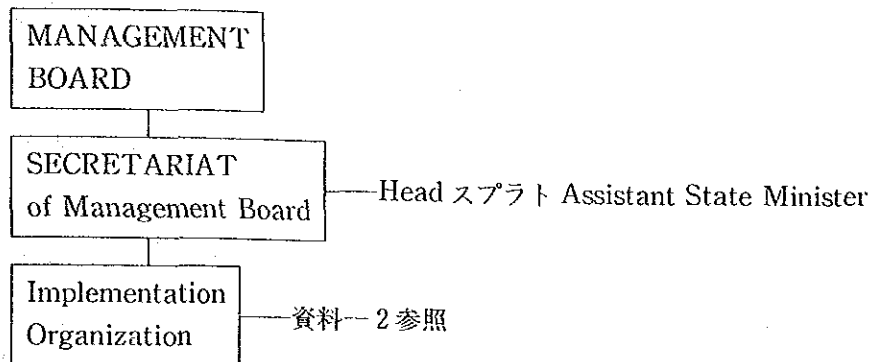 MANAGEMENT
BOARD
SECRETARIAT
of Management Board
Head スプラト Assistant State Minister
Implementation
Organization
資料--2参照